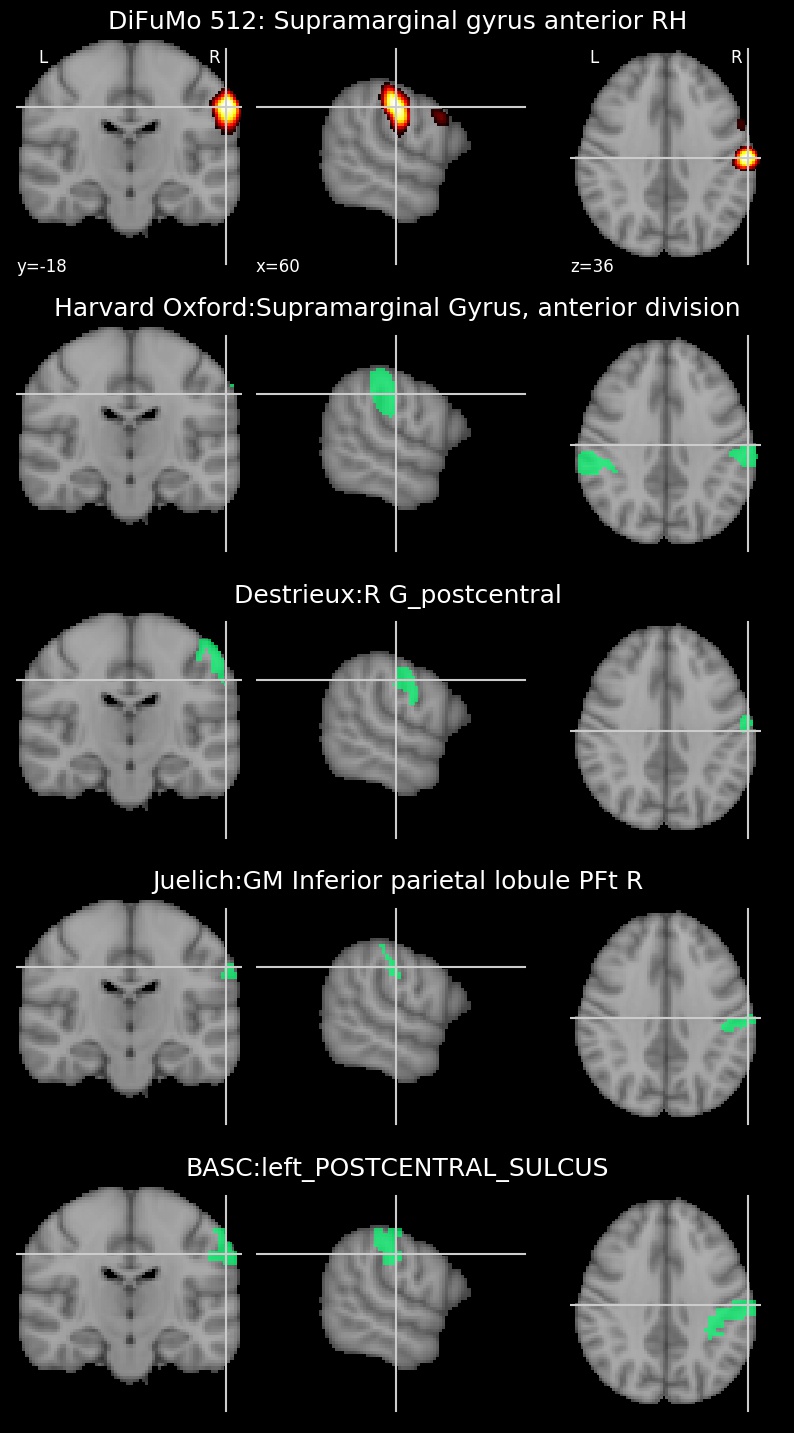 DiFuMo 512: Supramarginal gyrus anterior RH
L R L R
y=-18 x=60 z=36
Harvard Oxford:Supramarginal Gyrus, anterior division
Destrieux:R G_postcentral
Juelich:GM Inferior parietal lobule PFt R
BASC:left_POSTCENTRAL_SULCUS